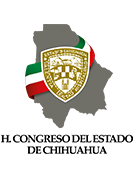 H. CONGRESO DEL ESTADO
DE CHIHUAHUA